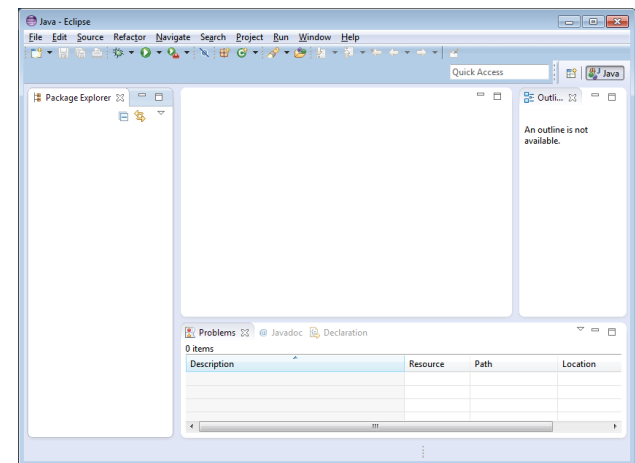 Java - Eclipse
File Edit Source Refactor Navigate Search Project Run Window Help
Quick Access
Java
Package Explorer
Outli...
An outline is not
available.
Problems @ Javadoc Declaration
0 items
Description Resource Path Location